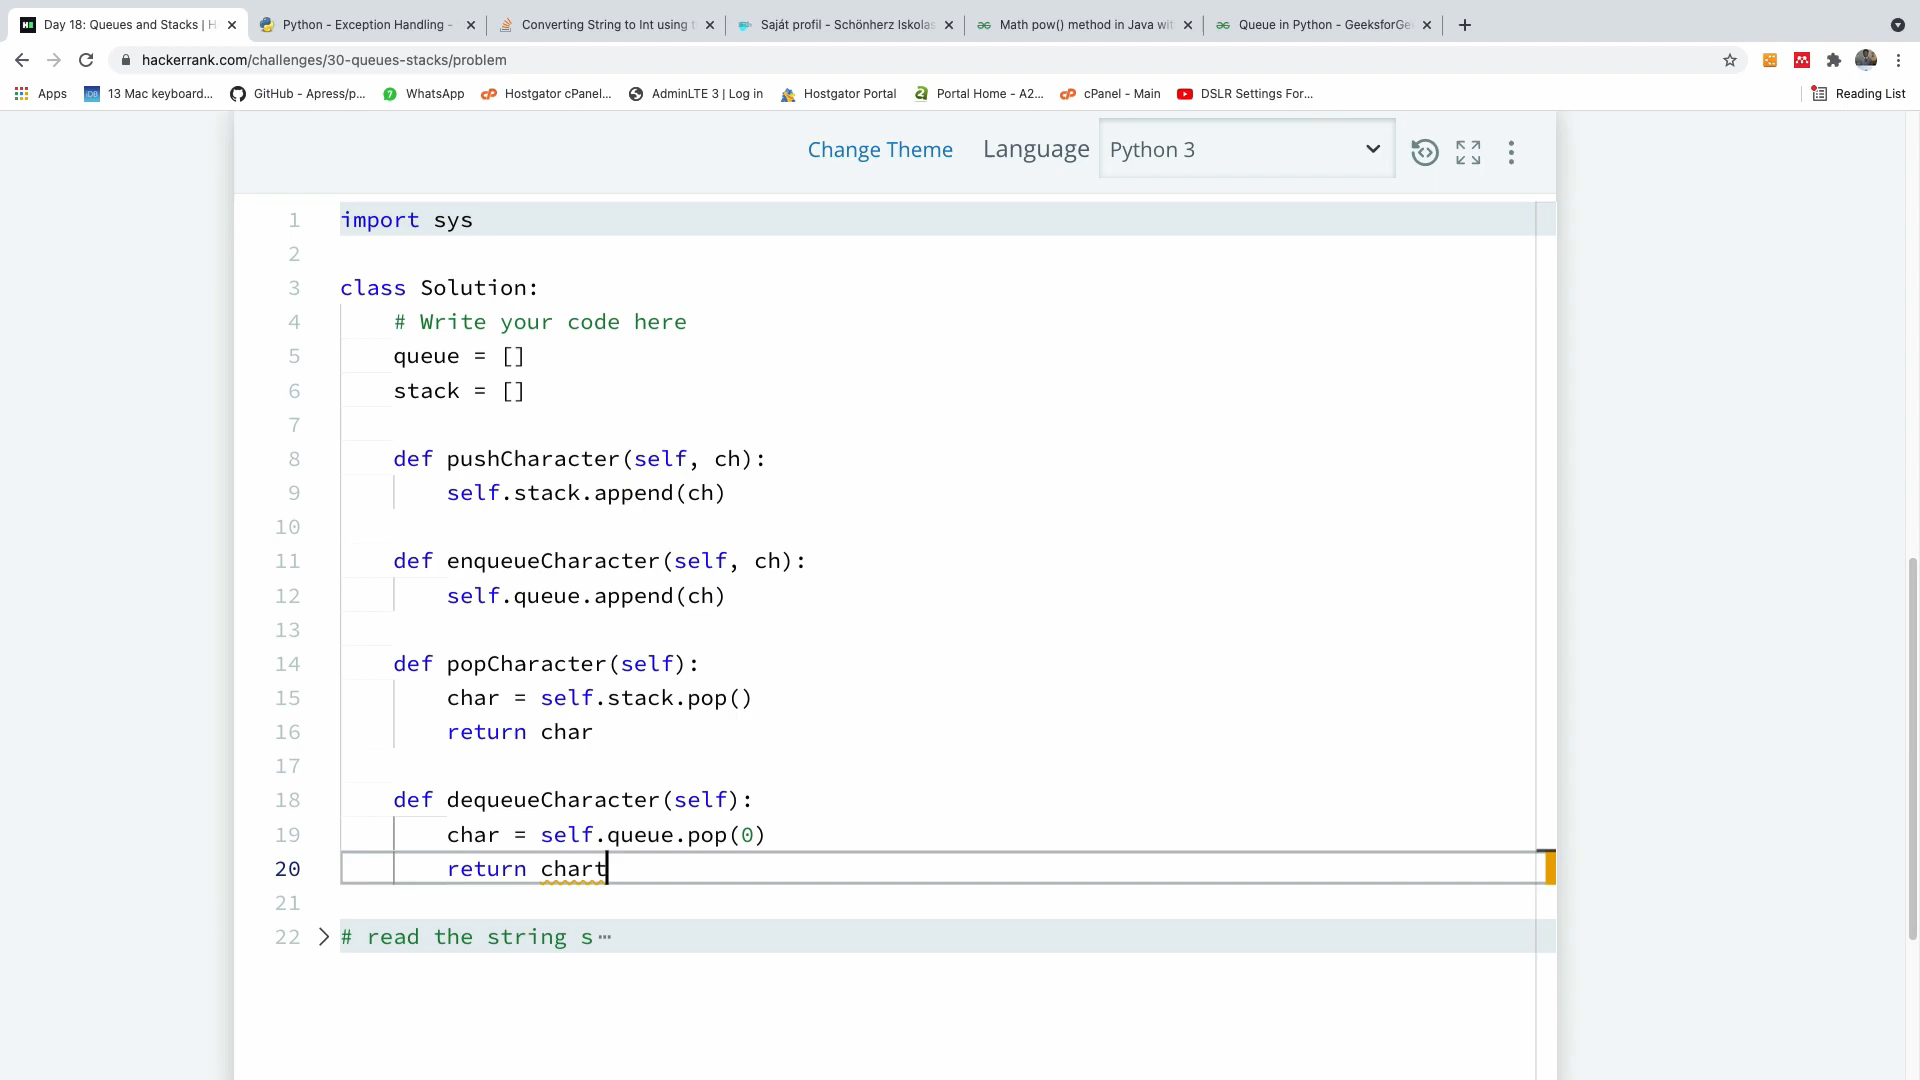 Day 18: Queues and Stacks | H
Python - Exception Handling -
Converting String to Int using t
Saját profil - Schönherz Iskolas
Math pow() method in Java wit
Queue in Python - GeeksforGe
hackerrank.com/challenges/30-queues-stacks/problem
Apps
13 Mac keyboard...
GitHub - Apress/p...
WhatsApp
Hostgator cPanel...
AdminLTE 3 | Log in
Hostgator Portal
Portal Home - A2...
cPanel - Main
DSLR Settings For...
Reading List
Change Theme
Language
Python 3
1 import sys
2
3 class Solution:
4 # Write your code here
5 queue = []
6 stack = []
7
8 def pushCharacter(self, ch):
9 self.stack.append(ch)
10
11 def enqueueCharacter(self, ch):
12 self.queue.append(ch)
13
14 def popCharacter(self):
15 char = self.stack.pop()
16 return char
17
18 def dequeueCharacter(self):
19 char = self.queue.pop(0)
20 return chart
21
22 # read the string s⋯